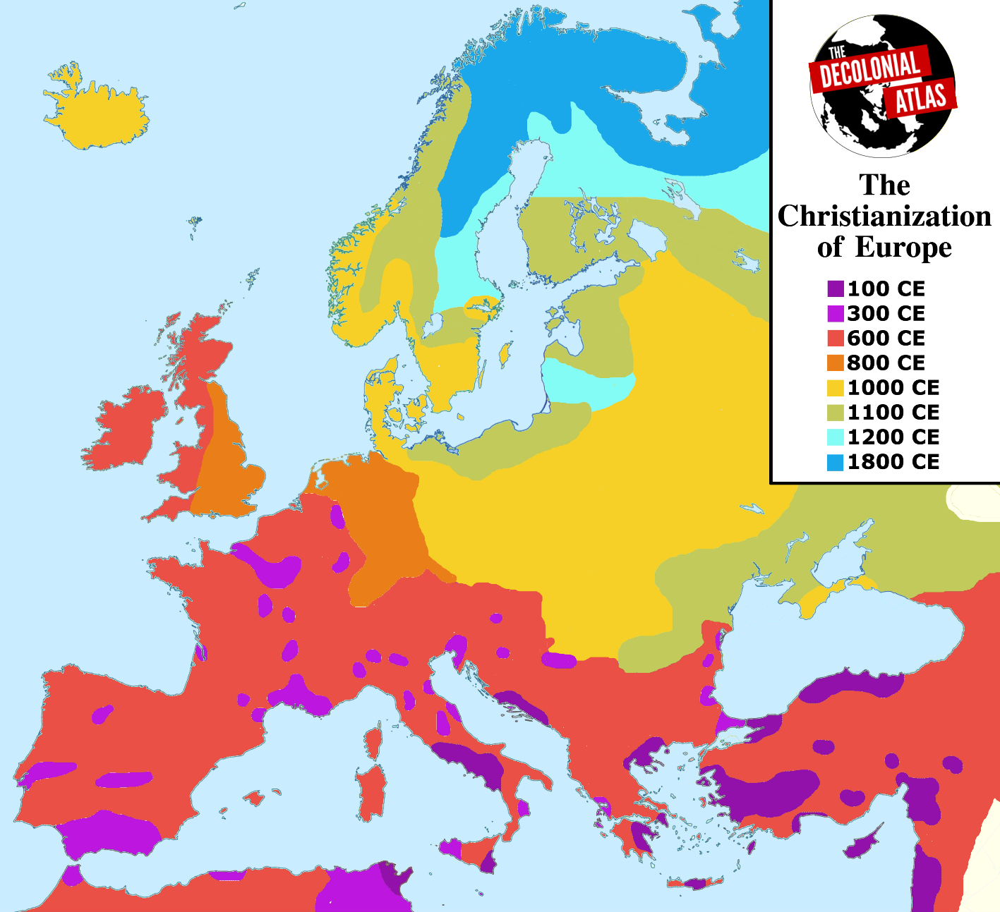 THE
DECOLONIAL
ATLAS
The
Christianization
of Europe
100 CE
300 CE
600 CE
800 CE
1000 CE
1100 CE
1200 CE
1800 CE